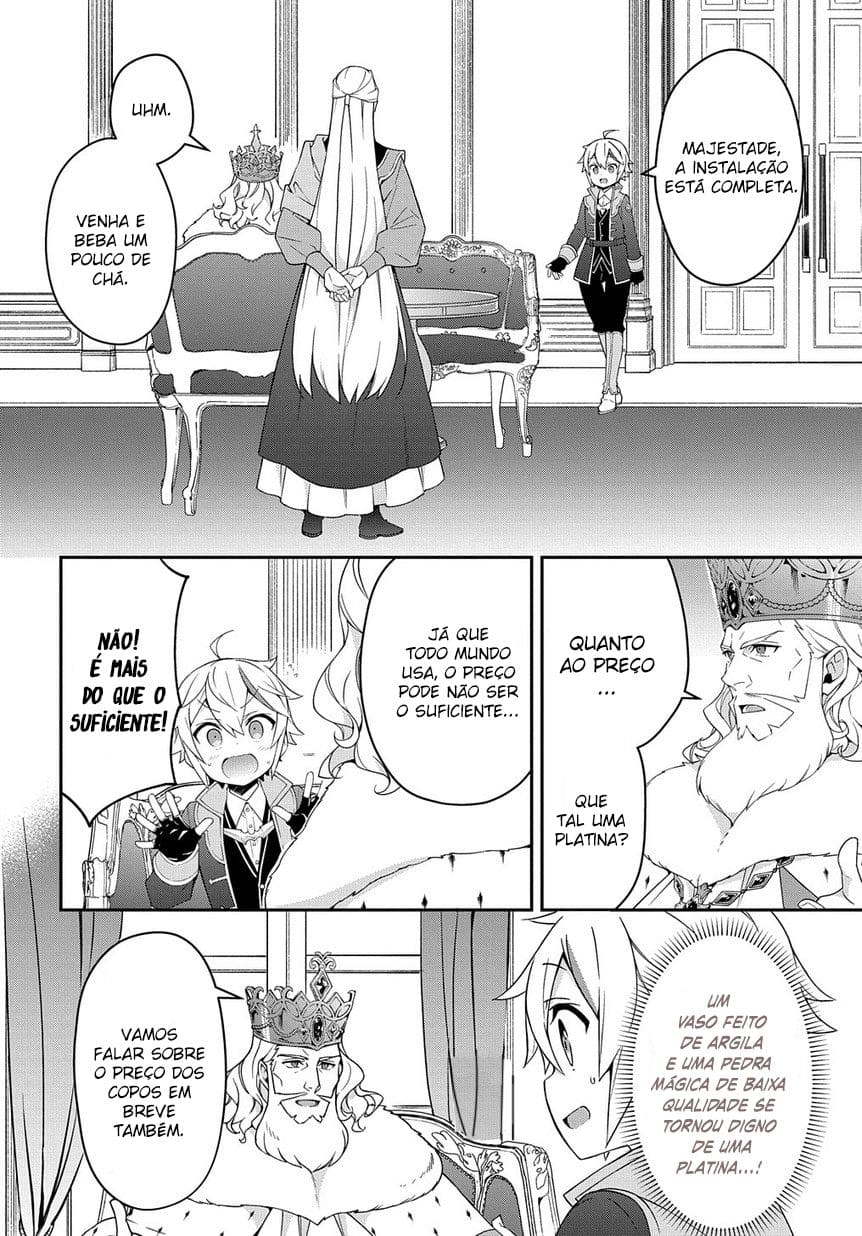 MAJESTADE,
A INSTALAÇÃO
ESTÁ COMPLETA.
UHM.
VENHA E
BEBA UM
POUCO DE
CHÁ.
QUANTO
AO PREÇO
...
QUE
TAL UMA
PLATINA?
JÁ QUE
TODO MUNDO
USA, O PREÇO
PODE NÃO SER
O SUFICIENTE...
NÃO!
É MAIS
DO QUE O
SUFICIENTE!
UM
VASO FEITO
DE ARGILA
E UMA PEDRA
MÁGICA DE BAIXA
QUALIDADE SE
TORNOU DIGNO
DE UMA
PLATINA...!
VAMOS
FALAR SOBRE
O PREÇO DOS
COPOS EM
BREVE
TAMBÉM.